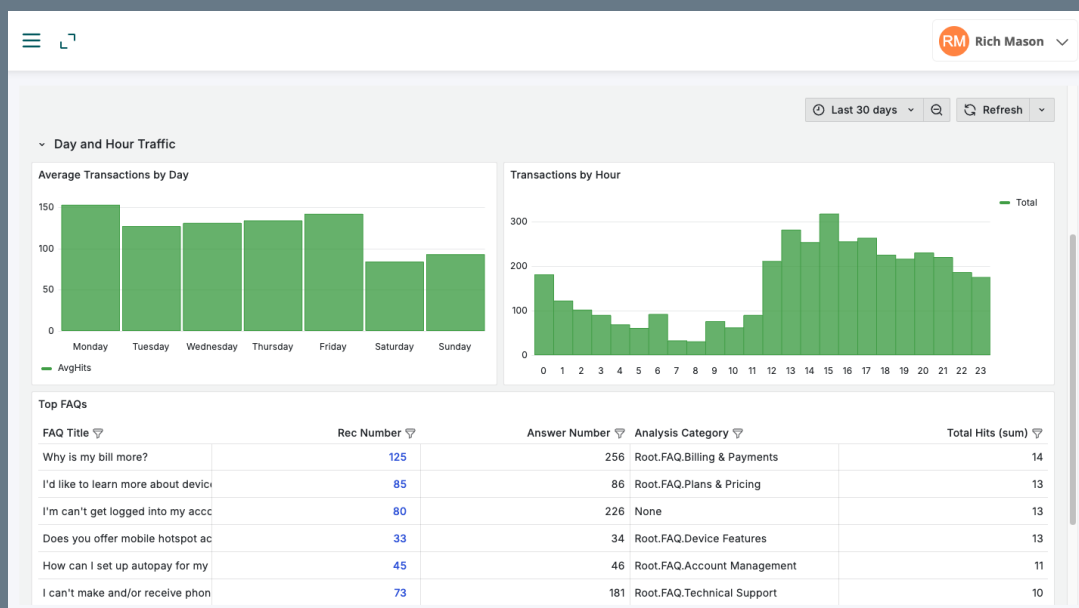 RM Rich Mason
Last 30 days Refresh
Day and Hour Traffic
Average Transactions by Day
150
100
50
0
Monday Tuesday Wednesday Thursday Friday Saturday Sunday
AvgHits
Transactions by Hour
Total
300
200
100
0
0 1 2 3 4 5 6 7 8 9 10 11 12 13 14 15 16 17 18 19 20 21 22 23
Top FAQs
FAQ Title Rec Number Answer Number Analysis Category Total Hits (sum)
Why is my bill more? 125 256 Root.FAQ.Billing & Payments 14
I'd like to learn more about device 85 86 Root.FAQ.Plans & Pricing 13
I'm can't get logged into my acco 80 226 None 13
Does you offer mobile hotspot ac 33 34 Root.FAQ.Device Features 13
How can I set up autopay for my 45 46 Root.FAQ.Account Management 11
I can't make and/or receive phon 73 181 Root.FAQ.Technical Support 10